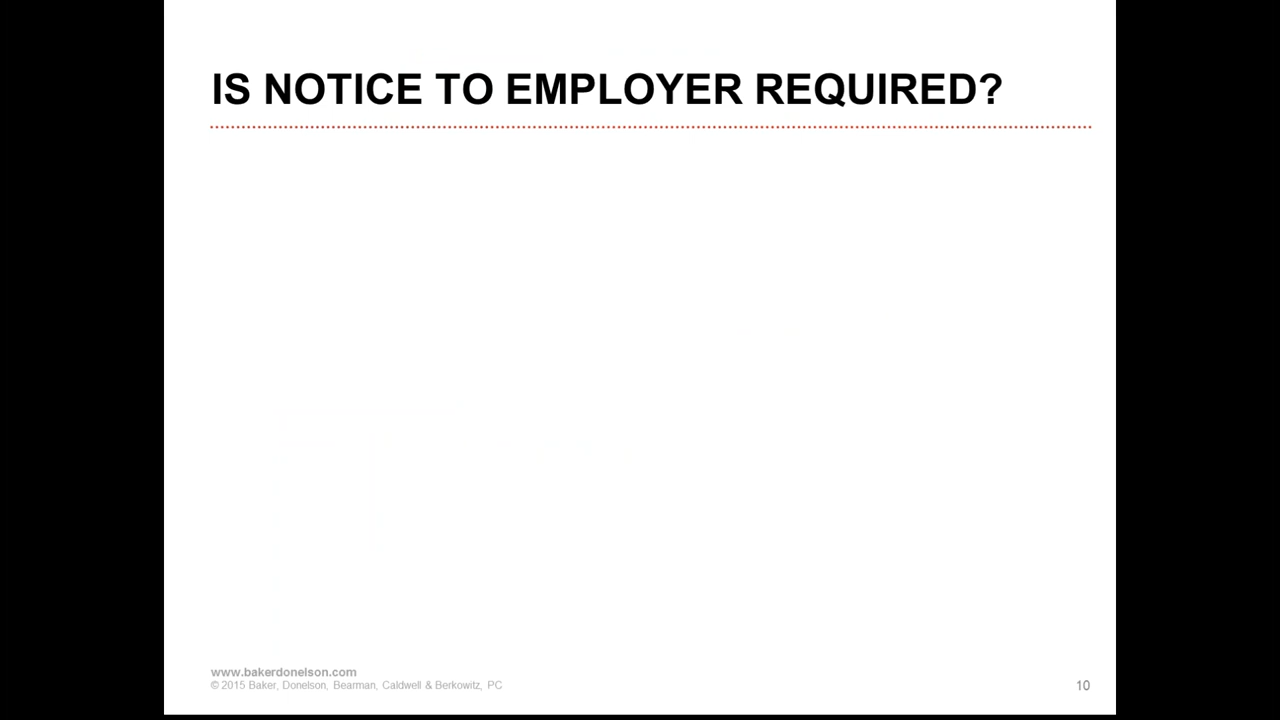 IS NOTICE TO EMPLOYER REQUIRED?
www.bakerdonelson.com
© 2015 Baker, Donelson, Bearman, Caldwell & Berkowitz, PC
10